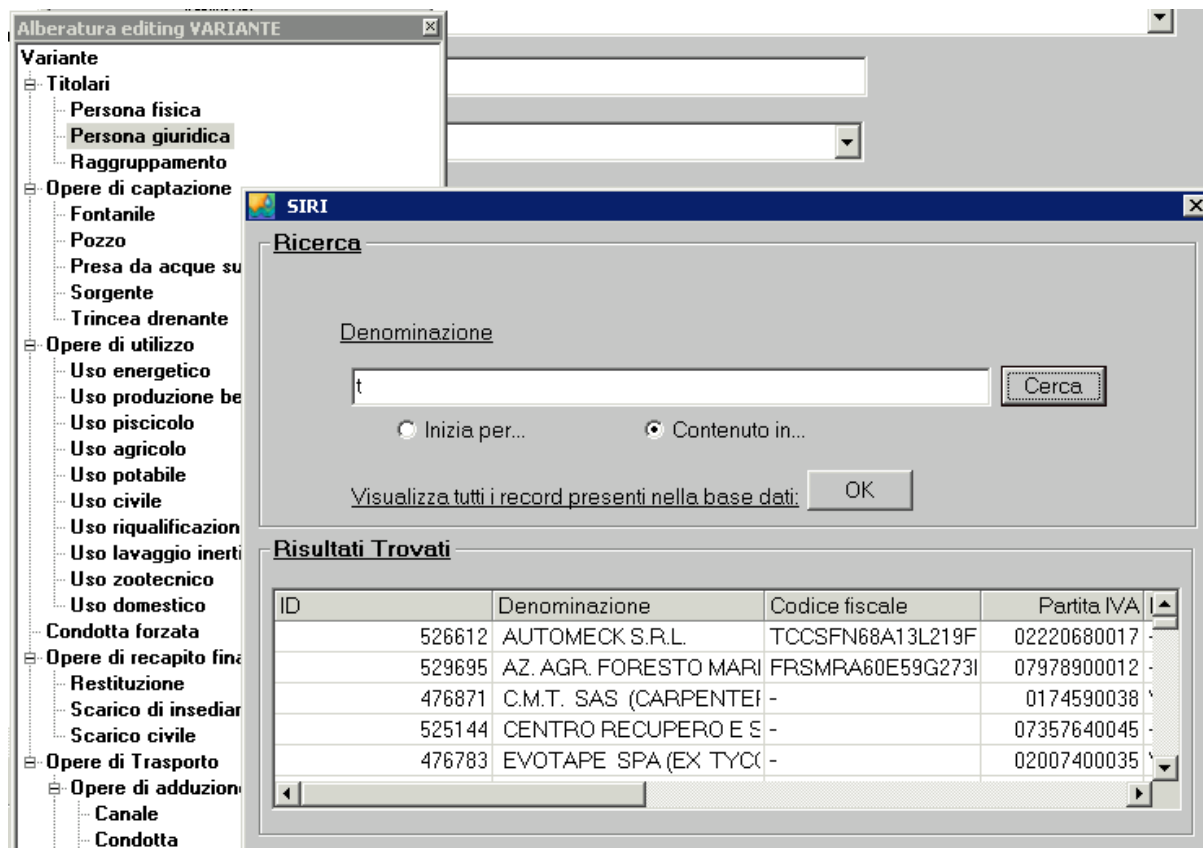 Alberatura editing VARIANTE
Variante
Titolari
Persona fisica
Persona giuridica
Raggruppamento
Opere di captazione
Fontanile
Pozzo
Presa da acque su
Sorgente
Trincea drenante
Opere di utilizzo
Uso energetico
Uso produzione be
Uso piscicolo
Uso agricolo
Uso potabile
Uso civile
Uso riqualificazion
Uso lavaggio inerti
Uso zootecnico
Uso domestico
Condotta forzata
Opere di recapito fina
Restituzione
Scarico di insediar
Scarico civile
Opere di Trasporto
Opere di adduzion
Canale
Condotta
SIRI
Ricerca
Denominazione
t
Cerca
Inizia per...
Contenuto in...
Visualizza tutti i record presenti nella base dati: OK
Risultati Trovati
ID Denominazione Codice fiscale Partita IVA
526612 AUTOMECK S.R.L. TCCSFN68A13L219F 02220680017 -
529695 AZ. AGR. FORESTO MARI FRSMRA60E59G273I 07978900012 -
476871 C.M.T. SAS (CARPENTER - 0174590038
525144 CENTRO RECUPERO E S - 07357640045 -
476783 EVOTAPE SPA (EX TYCO - 02007400035